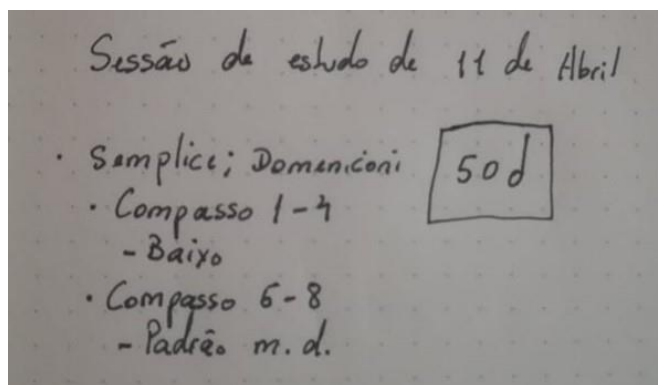 Sessão de estudo de 11 de Abril
· Semplice; Domeniconi
50d
· Compasso 1-4
- Baixo
· Compasso 6-8
- Padrão m.d.